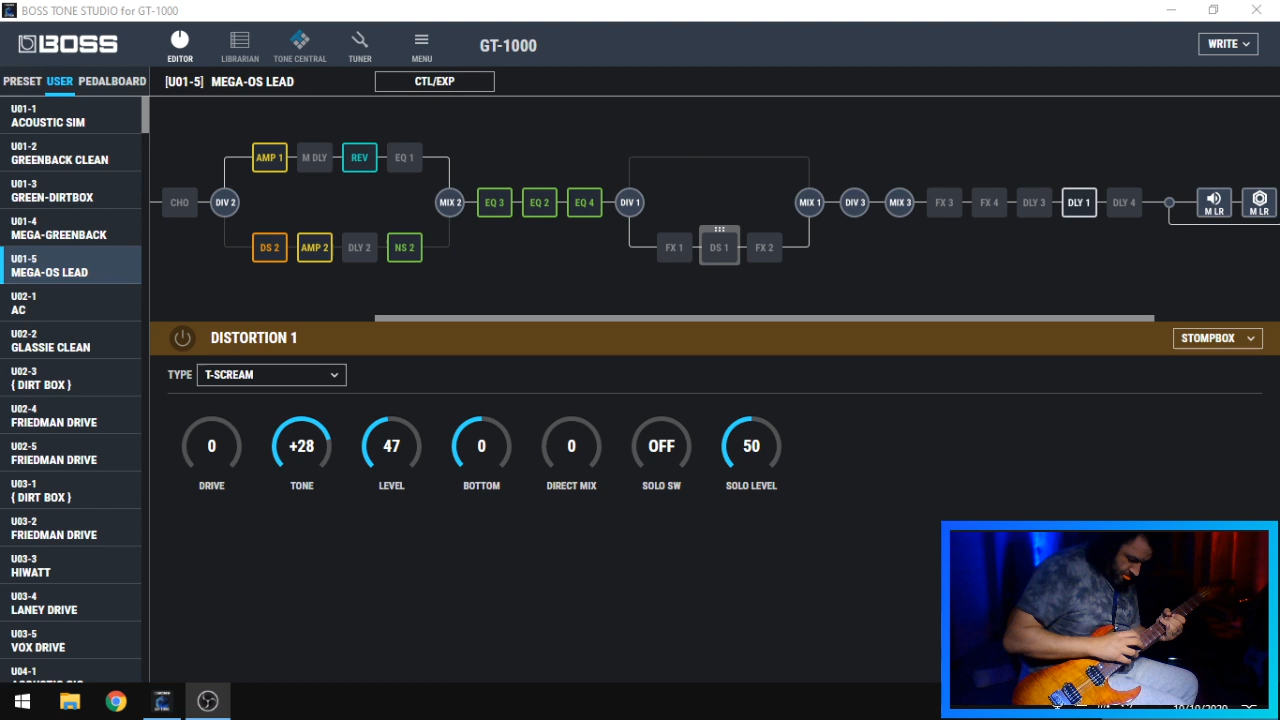 BOSS TONE STUDIO for GT-1000
BOSS
EDITOR
LIBRARIAN
TONE CENTRAL
TUNER
MENU
GT-1000
WRITE
PRESET USER PEDALBOARD
[U01-5] MEGA-OS LEAD
CTL/EXP
U01-1
ACOUSTIC SIM
U01-2
GREENBACK CLEAN
U01-3
GREEN-DIRTBOX
U01-4
MEGA-GREENBACK
U01-5
MEGA-OS LEAD
U02-1
AC
U02-2
GLASSIE CLEAN
U02-3
{ DIRT BOX }
U02-4
FRIEDMAN DRIVE
U02-5
FRIEDMAN DRIVE
U03-1
{ DIRT BOX }
U03-2
FRIEDMAN DRIVE
U03-3
HIWATT
U03-4
LANEY DRIVE
U03-5
VOX DRIVE
U04-1
AMP 1 M DLY REV EQ 1
CHO DIV 2 MIX 2 EQ 3 EQ 2 EQ 4 DIV 1 MIX 1 DIV 3 MIX 3 FX 3 FX 4 DLY 3 DLY 1 DLY 4 M LR M LR
DS 2 AMP 2 DLY 2 NS 2 FX 1 DS 1 FX 2
DISTORTION 1
STOMPBOX
TYPE T-SCREAM
0 +28 47 0 0 OFF 50
DRIVE TONE LEVEL BOTTOM DIRECT MIX SOLO SW SOLO LEVEL